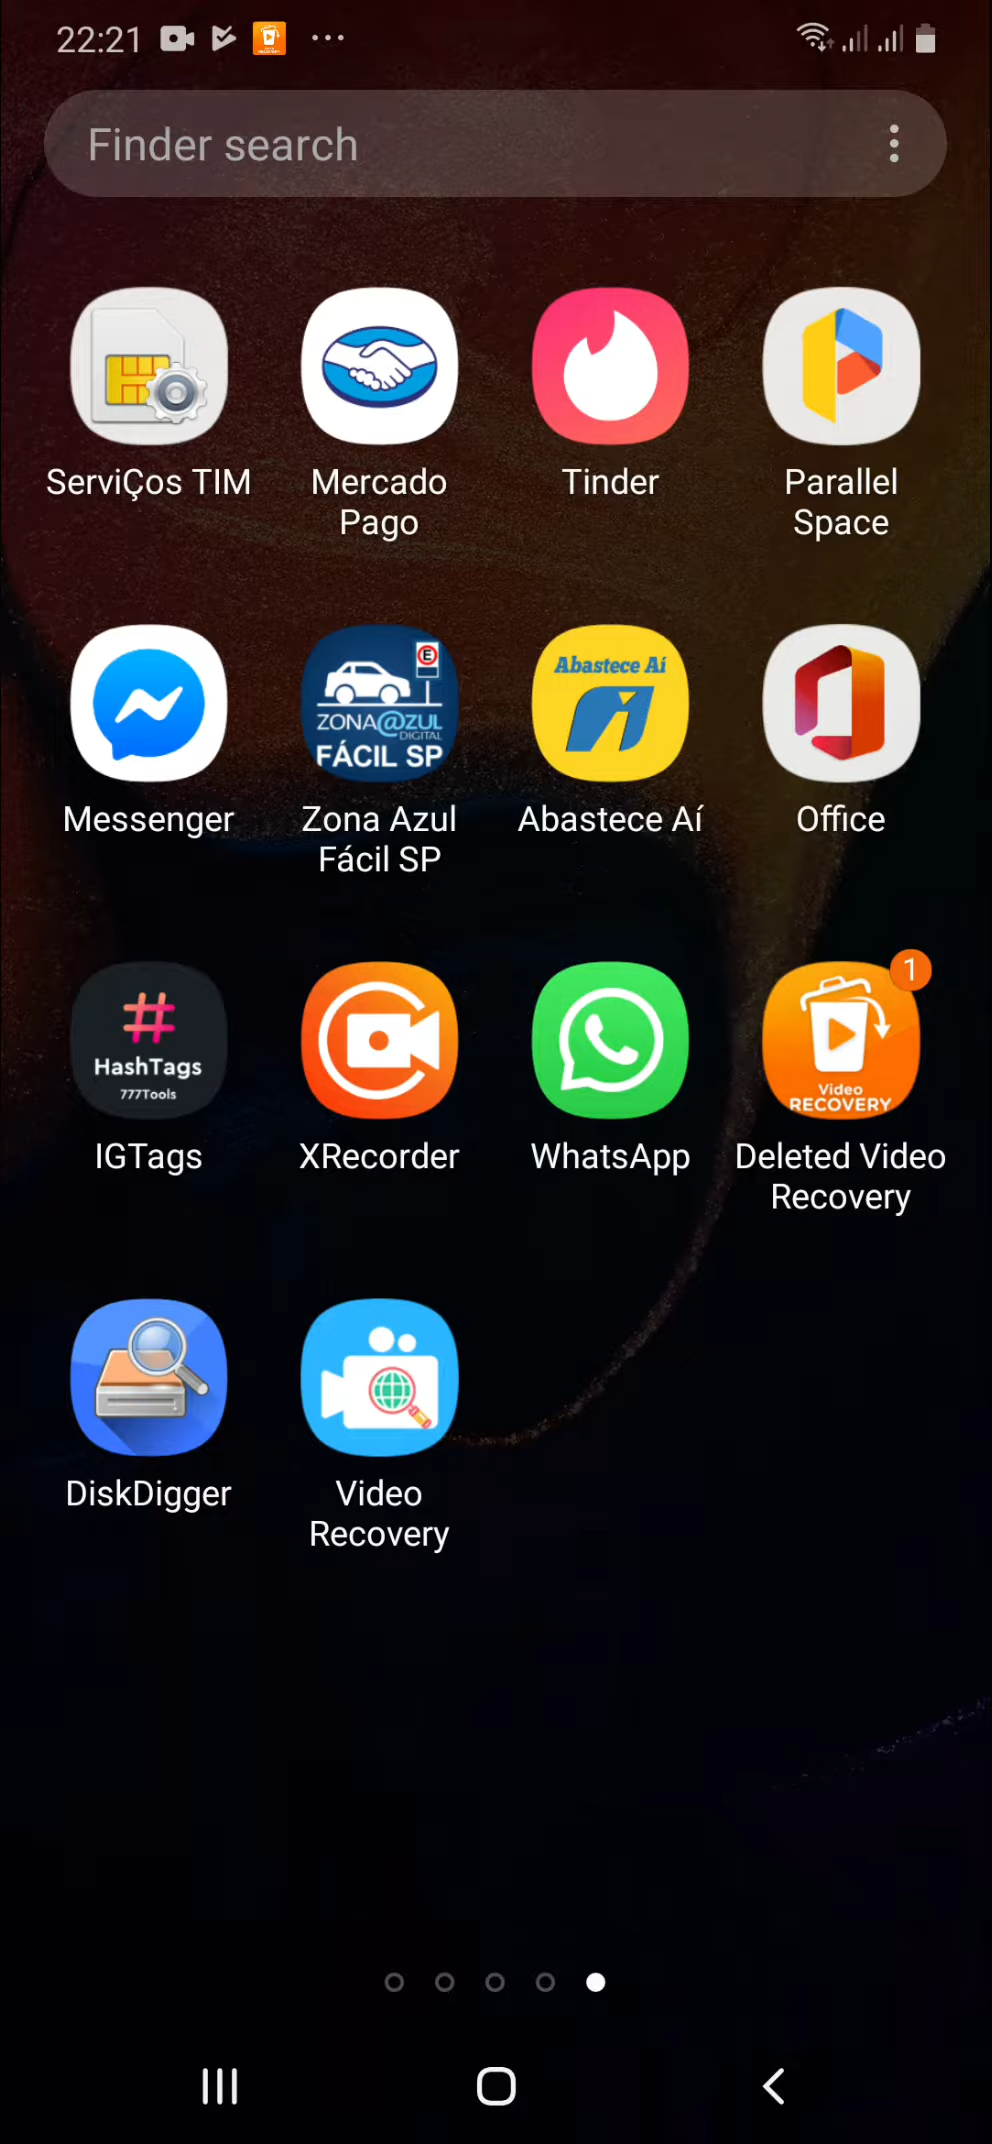 22:21
Finder search
ServiÇos TIM
Mercado
Pago
Tinder
Parallel
Space
E
ZONA@ZUL
DIGITAL
FÁCIL SP
Abastece Aí
Messenger
Zona Azul
Fácil SP
Abastece Aí
Office
HashTags
777Tools
Video
RECOVERY
1
IGTags
XRecorder
WhatsApp
Deleted Video
Recovery
DiskDigger
Video
Recovery